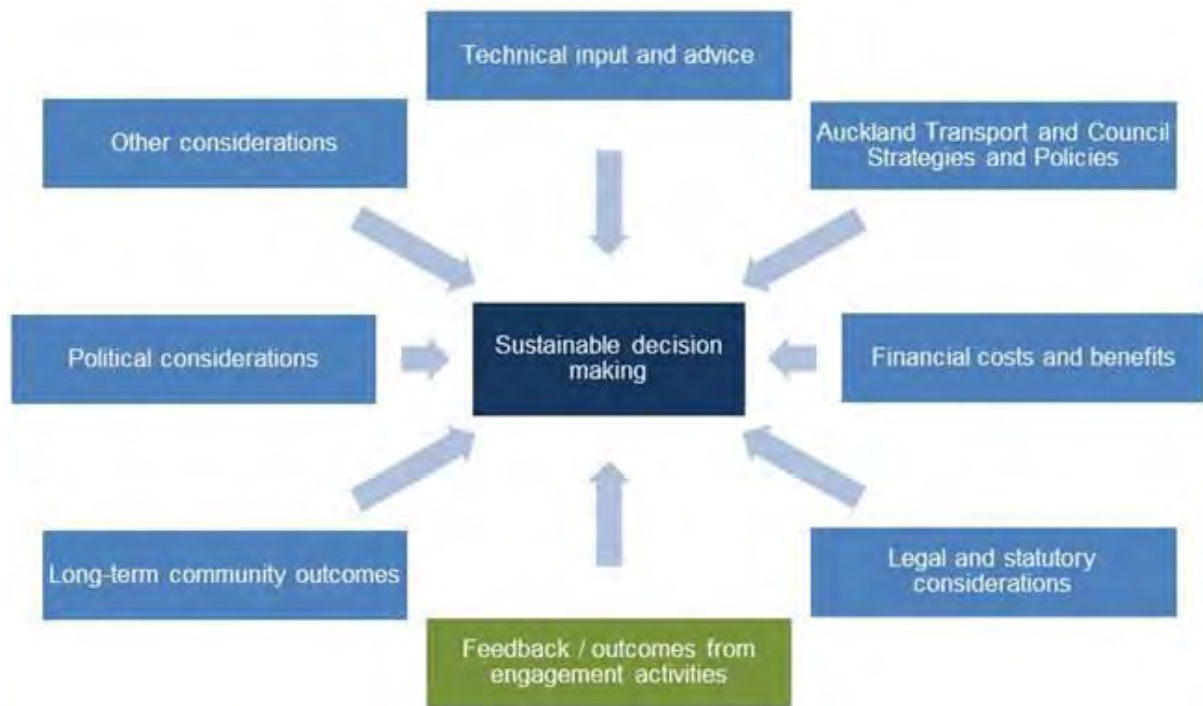 Technical input and advice
Other considerations
Auckland Transport and Council
Strategies and Policies
Political considerations
Sustainable decision
making
Financial costs and benefits
Long-term community outcomes
Legal and statutory
considerations
Feedback / outcomes from
engagement activities